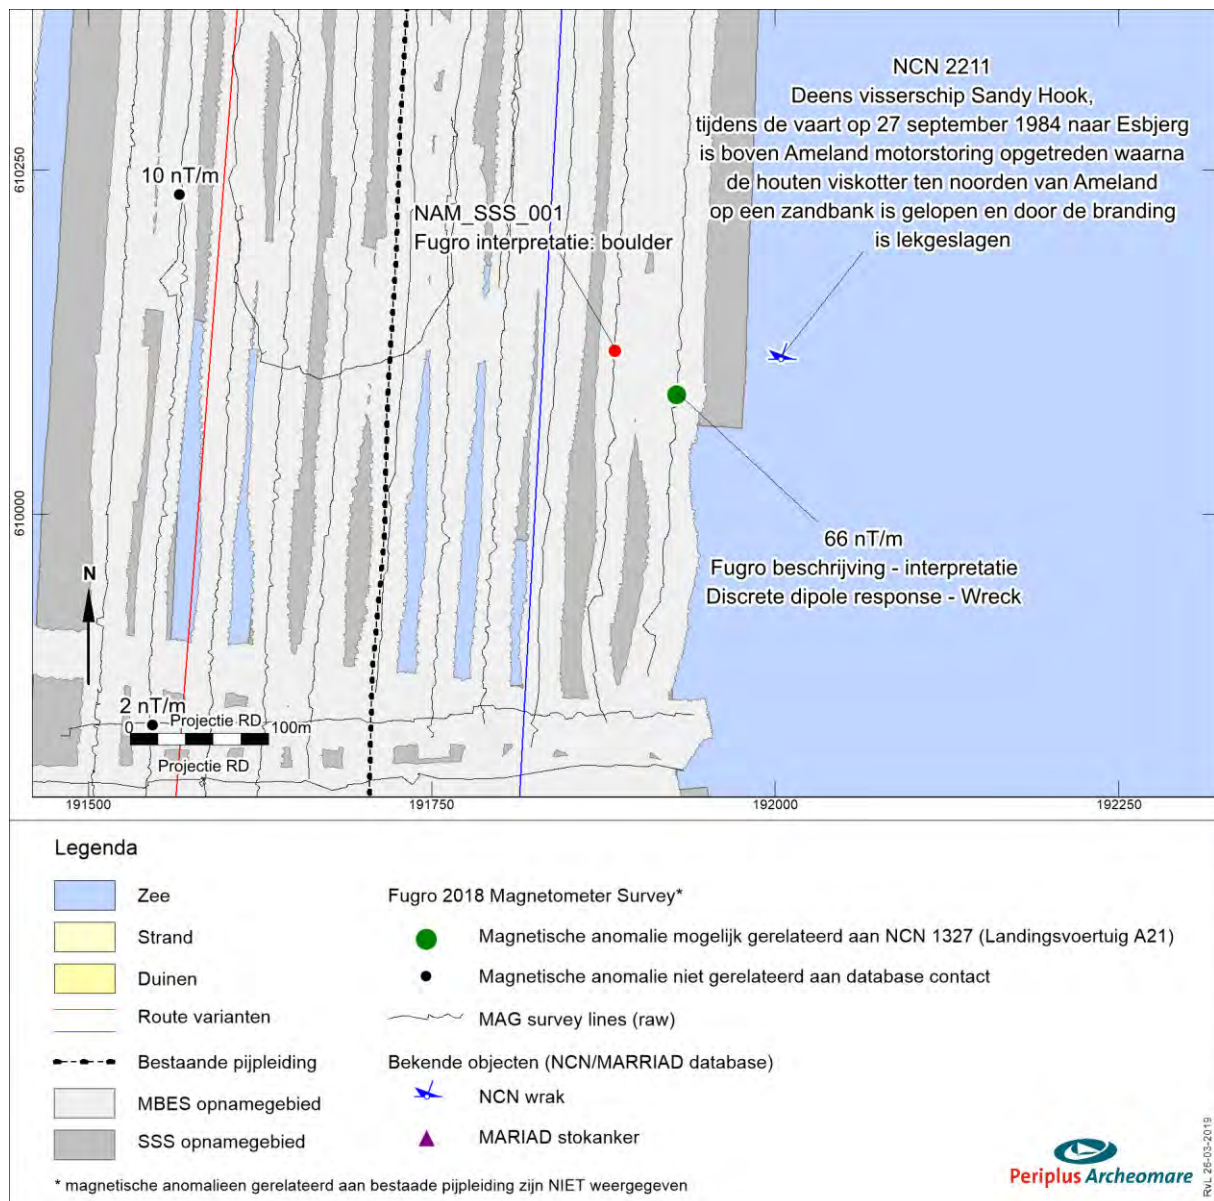 NCN 2211
Deens visserschip Sandy Hook,
tijdens de vaart op 27 september 1984 naar Esbjerg
is boven Ameland motorstoring opgetreden waarna
de houten viskotter ten noorden van Ameland
op een zandbank is gelopen en door de branding
is lekgeslagen
10 nT/m
NAM_SSS_001
Fugro interpretatie: boulder
610250
610000
66 nT/m
Fugro beschrijving - interpretatie
Discrete dipole response - Wreck
N
2 nT/m
0 Projectie RD 100m
Projectie RD
191500 191750 192000 192250
Legenda
Zee
Strand
Duinen
Route varianten
Bestaande pijpleiding
MBES opnamegebied
SSS opnamegebied
Fugro 2018 Magnetometer Survey*
Magnetische anomalie mogelijk gerelateerd aan NCN 1327 (Landingsvoertuig A21)
Magnetische anomalie niet gerelateerd aan database contact
MAG survey lines (raw)
Bekende objecten (NCN/MARRIAD database)
NCN wrak
MARIAD stokanker
* magnetische anomalieen gerelateerd aan bestaade pijpleiding zijn NIET weergegeven
Periplus Archeomare
RvL 26-03-2019